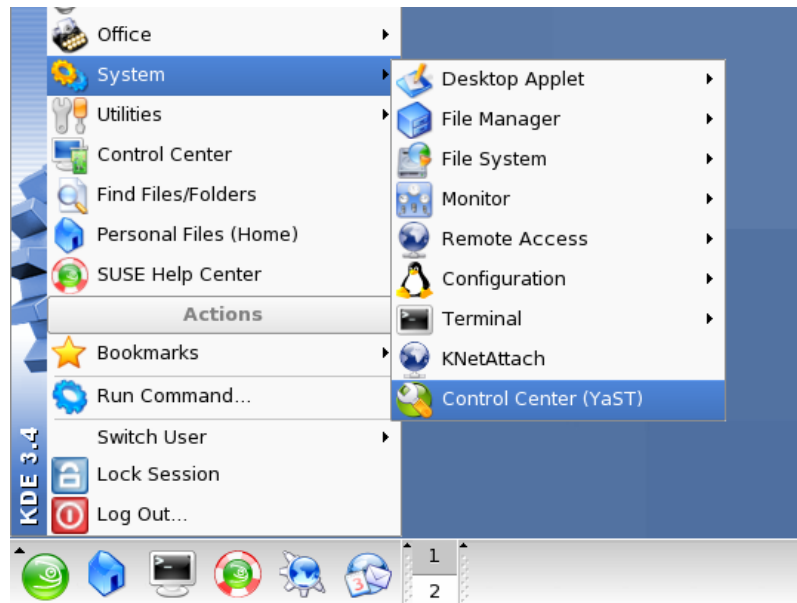 Office
System
Utilities
Control Center
Find Files/Folders
Personal Files (Home)
SUSE Help Center
Actions
Bookmarks
Run Command...
Switch User
Lock Session
Log Out...
KDE 3.4
Desktop Applet
File Manager
File System
Monitor
Remote Access
Configuration
Terminal
KNetAttach
Control Center (YaST)
1
2
3